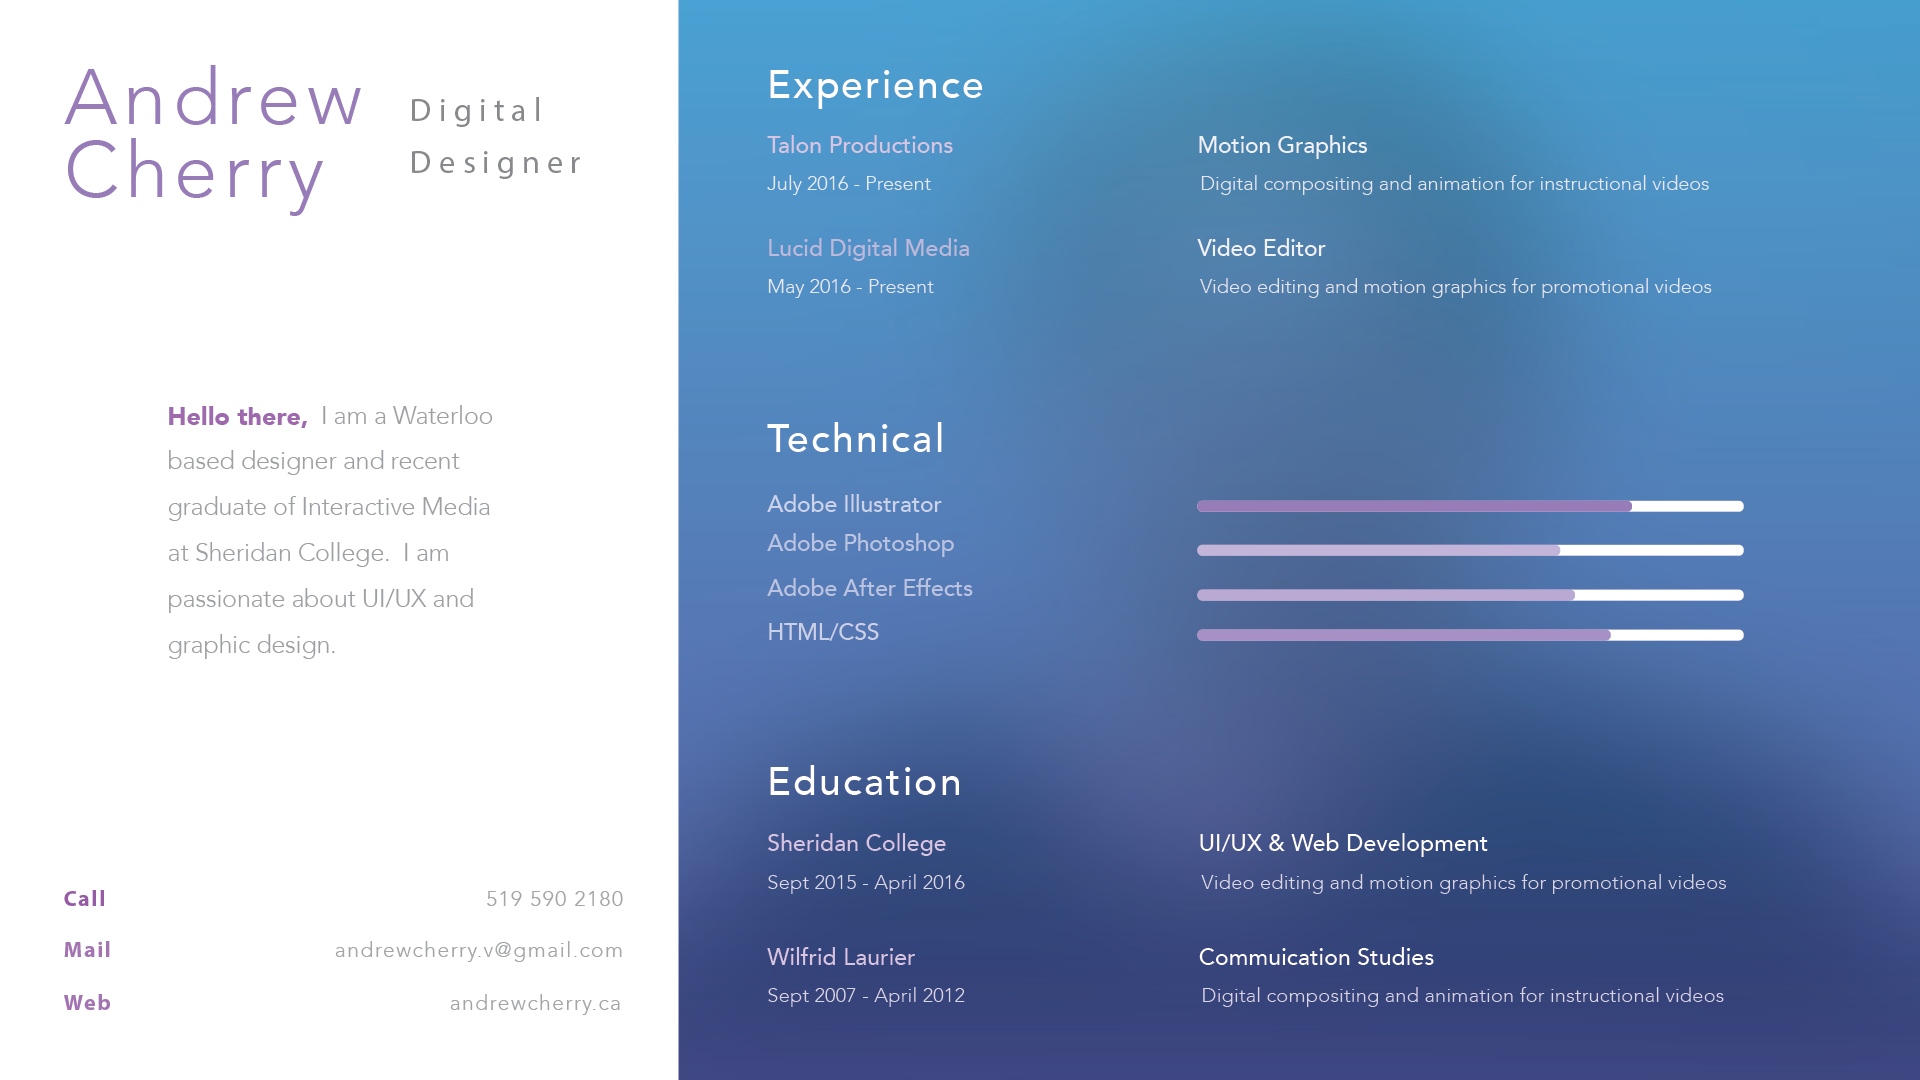 Andrew
Cherry
Digital
Designer
Hello there, I am a Waterloo
based designer and recent
graduate of Interactive Media
at Sheridan College. I am
passionate about UI/UX and
graphic design.
Call 519 590 2180
Mail andrewcherry.v@gmail.com
Web andrewcherry.ca
Experience
Talon Productions Motion Graphics
July 2016 - Present Digital compositing and animation for instructional videos
Lucid Digital Media Video Editor
May 2016 - Present Video editing and motion graphics for promotional videos
Technical
Adobe Illustrator
Adobe Photoshop
Adobe After Effects
HTML/CSS
Education
Sheridan College UI/UX & Web Development
Sept 2015 - April 2016 Video editing and motion graphics for promotional videos
Wilfrid Laurier Commuication Studies
Sept 2007 - April 2012 Digital compositing and animation for instructional videos